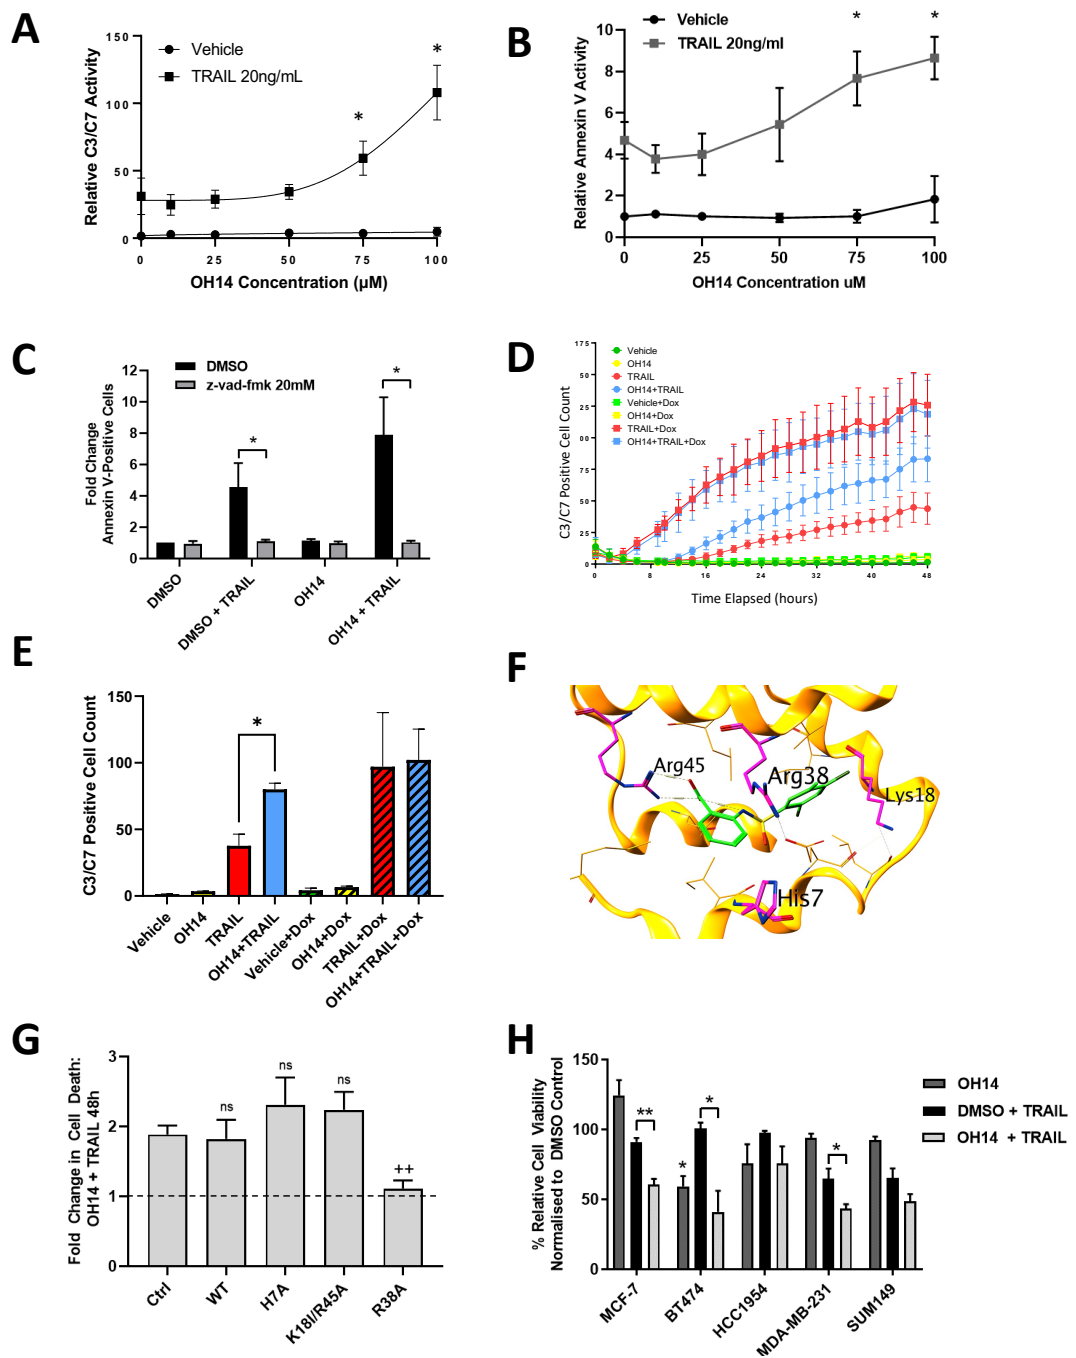 A
Relative C3/C7 Activity
150
100
50
0
Vehicle
TRAIL 20ng/mL
*
*
0 25 50 75 100
OH14 Concentration (µM)
B
Relative Annexin V Activity
10
8
6
4
2
0
Vehicle
TRAIL 20ng/ml
* *
0 25 50 75 100
OH14 Concentration uM
C
Fold Change
Annexin V-Positive Cells
DMSO
z-vad-fmk 20mM
12
10
8
6
4
2
0
*
*
DMSO
DMSO + TRAIL
OH14
OH14 + TRAIL
D
C3/C7 Positive Cell Count
175
125
100
75
50
25
0
Vehicle
OH14
TRAIL
OH14+TRAIL
Vehicle+Dox
OH14+Dox
TRAIL+Dox
OH14+TRAIL+Dox
0 8 16 24 32 40 48
Time Elapsed (hours)
E
C3/C7 Positive Cell Count
150
100
50
0
*
Vehicle
OH14
TRAIL
OH14+TRAIL
Vehicle+Dox
OH14+Dox
TRAIL+Dox
OH14+TRAIL+Dox
F
Arg45
Arg38
Lys18
His7
G
Fold Change in Cell Death:
OH14 + TRAIL 48h
3
2
1
0
ns
ns
ns
++
Ctrl
WT
H7A
K18I/R45A
R38A
H
% Relative Cell Viability
Normalised to DMSO Control
150
100
50
0
**
*
*
*
OH14
DMSO + TRAIL
OH14 + TRAIL
MCF-7
BT474
HCC1954
MDA-MB-231
SUM149